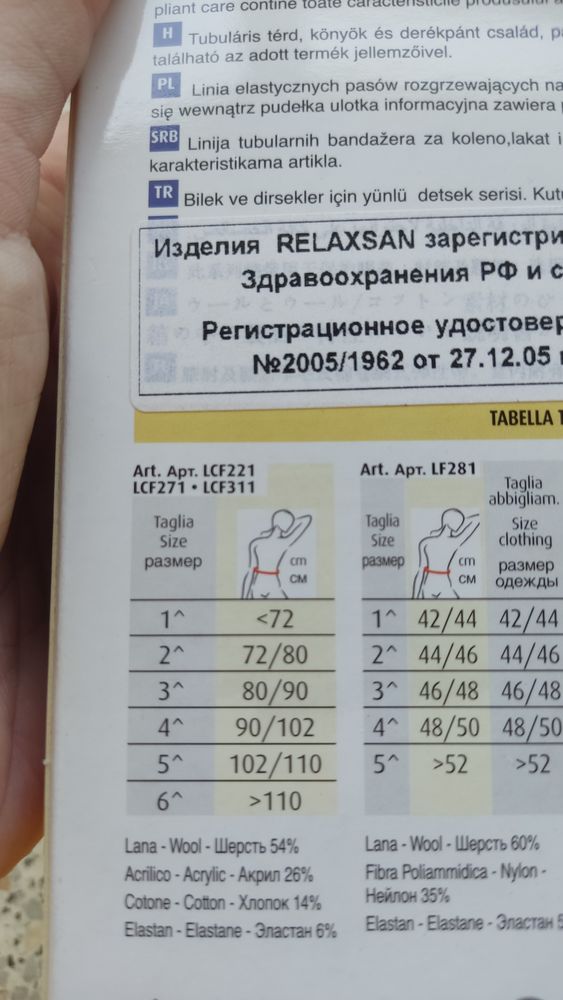 pliant care conține toate caracteristicile produsului
H Tubuláris térd, könyök és derékpánt család,
található az adott termék jellemzőivel.
PL Linia elastycznych pasów rozgrzewających
się wewnątrz pudełka ulotka informacyjna zawiera
SRB Linija tubularnih bandažera za koleno,lakat i
karakteristikama artikla.
TR Bilek ve dirsekler için yünlü detsek serisi.
Изделия RELAXSAN
Здравоохранения РФ и
Регистрационное
№2005/1962 от 27.12.05
TABELLA
Art. Арт. LCF221
LCF271 • LCF311
Taglia
Size
размер
cm
см
1^ <72
2^ 72/80
3^ 80/90
4^ 90/102
5^ 102/110
6^ >110
Lana - Wool - Шерсть 54%
Acrilico - Acrylic - Акрил 26%
Cotone - Cotton - Хлопок 14%
Elastan - Elastane - Эластан 6%
Art. Арт. LF281
Taglia
Size
размер
cm
см
Taglia
abbigliam.
Size
clothing
размер
одежды
1^ 42/44 42/44
2^ 44/46 44/46
3^ 46/48 46/48
4^ 48/50 48/50
5^ >52 >52
Lana - Wool - Шерсть 60%
Fibra Poliammidica - Nylon -
Нейлон 35%
Elastan - Elastane - Эластан